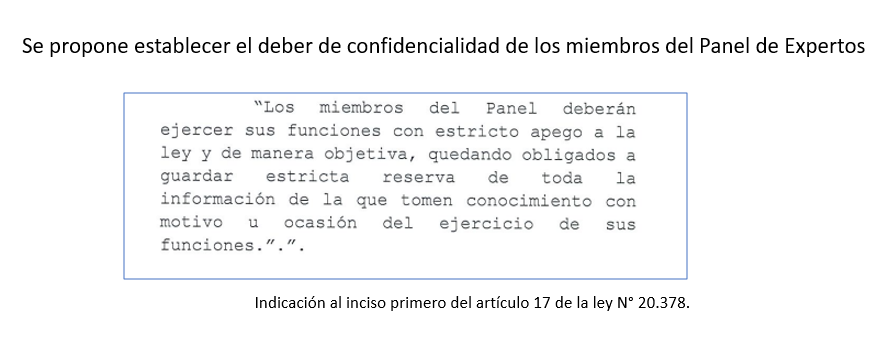 Se propone establecer el deber de confidencialidad de los miembros del Panel de Expertos
“Los miembros del Panel deberán
ejercer sus funciones con estricto apego a la
ley y de manera objetiva, quedando obligados a
guardar estricta reserva de toda la
información de la que tomen conocimiento con
motivo u ocasión del ejercicio de sus
funciones.”.”.
Indicación al inciso primero del artículo 17 de la ley N° 20.378.